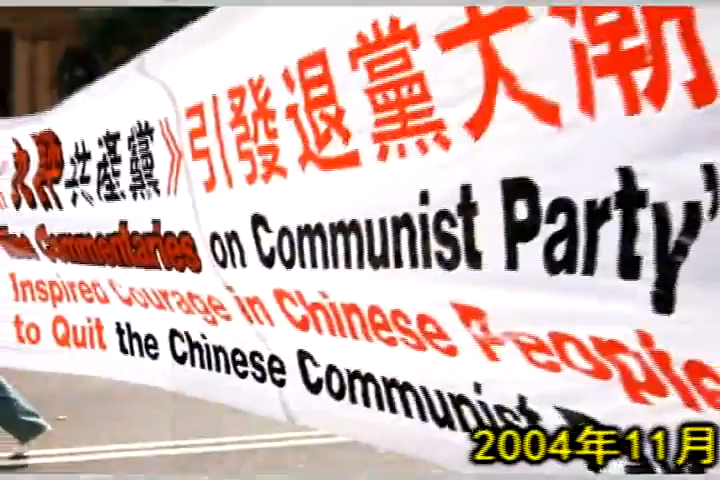 九評共產黨》引發退黨大潮
Nine Commentaries on Communist Party'
Inspired Courage in Chinese People
to Quit the Chinese Communist
2004年11月